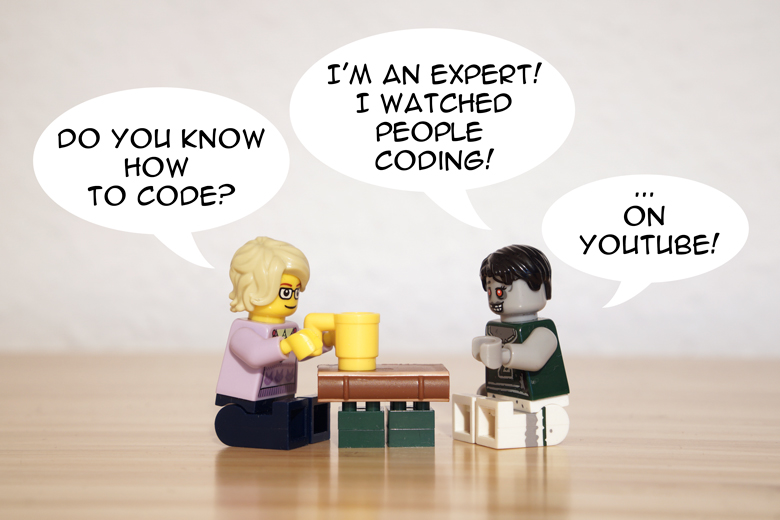 DO YOU KNOW
HOW
TO CODE?
I'M AN EXPERT!
I WATCHED
PEOPLE
CODING!
...
ON
YOUTUBE!